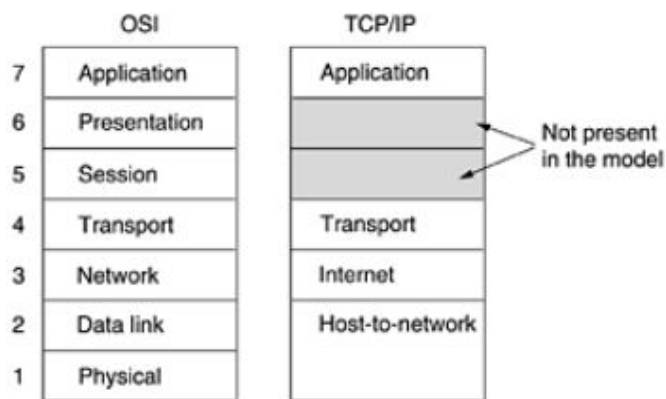 OSI TCP/IP
7 Application Application
6 Presentation
Not present
in the model
5 Session
4 Transport Transport
3 Network Internet
2 Data link Host-to-network
1 Physical